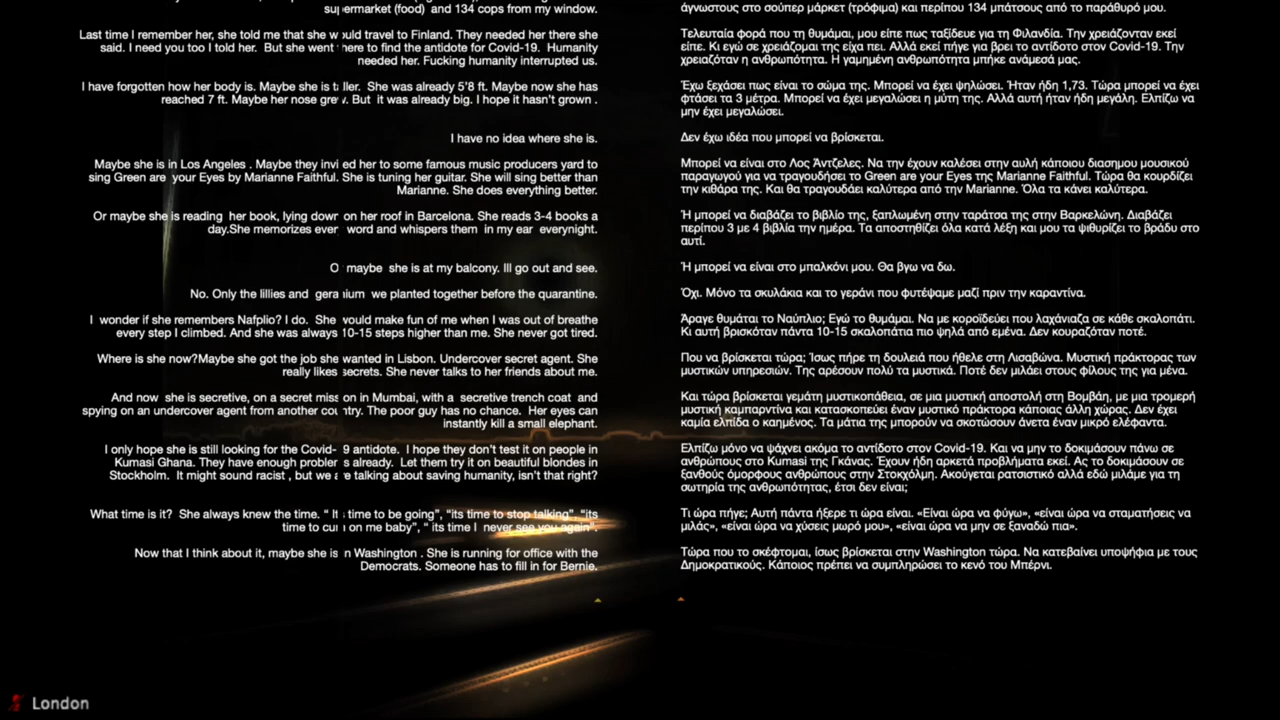 supermarket (food) and 134 cops from my window.
Last time I remember her, she told me that she would travel to Finland. They needed her there she
said. I need you too I told her. But she went there to find the antidote for Covid-19. Humanity
needed her. Fucking humanity interrupted us.
I have forgotten how her body is. Maybe she is taller. She was already 5'8 ft. Maybe now she has
reached 7 ft. Maybe her nose grew. But it was already big. I hope it hasn't grown .
I have no idea where she is.
Maybe she is in Los Angeles . Maybe they invited her to some famous music producers yard to
sing Green are your Eyes by Marianne Faithful. She is tuning her guitar. She will sing better than
Marianne. She does everything better.
Or maybe she is reading her book, lying down on her roof in Barcelona. She reads 3-4 books a
day.She memorizes every word and whispers them in my ear everynight.
Or maybe she is at my balcony. Ill go out and see.
No. Only the lillies and geranium we planted together before the quarantine.
I wonder if she remembers Nafplio? I do. She would make fun of me when I was out of breathe
every step I climbed. And she was always 10-15 steps higher than me. She never got tired.
Where is she now?Maybe she got the job she wanted in Lisbon. Undercover secret agent. She
really likes secrets. She never talks to her friends about me.
And now she is secretive, on a secret mission in Mumbai, with a secretive trench coat and
spying on an undercover agent from another country. The poor guy has no chance. Her eyes can
instantly kill a small elephant.
I only hope she is still looking for the Covid-19 antidote. I hope they don't test it on people in
Kumasi Ghana. They have enough problems already. Let them try it on beautiful blondes in
Stockholm. It might sound racist , but we are talking about saving humanity, isn't that right?
What time is it? She always knew the time. “ It is time to be going”, “its time to stop talking”, “its
time to cum on me baby”, “ its time I never see you again”.
Now that I think about it, maybe she is in Washington . She is running for office with the
Democrats. Someone has to fill in for Bernie.
άγνωστους στο σούπερ μάρκετ (τρόφιμα) και περίπου 134 μπάτσους από το παράθυρό μου.
Τελευταία φορά που τη θυμάμαι, μου είπε πως ταξίδευε για τη Φιλανδία. Την χρειάζονταν εκεί
είπε. Κι εγώ σε χρειάζομαι της είχα πει. Αλλά εκεί πήγε για βρει το αντίδοτο στον Covid-19. Την
χρειαζόταν η ανθρωπότητα. Η γαμημένη ανθρωπότητα μπήκε ανάμεσά μας.
Έχω ξεχάσει πως είναι το σώμα της. Μπορεί να έχει ψηλώσει. Ήταν ήδη 1,73. Τώρα μπορεί να έχει
φτάσει τα 3 μέτρα. Μπορεί να έχει μεγαλώσει η μύτη της. Αλλά αυτή ήταν ήδη μεγάλη. Ελπίζω να
μην έχει μεγαλώσει.
Δεν έχω ιδέα που μπορεί να βρίσκεται.
Μπορεί να είναι στο Λος Άντζελες. Να την έχουν καλέσει στην αυλή κάποιου διασημου μουσικού
παραγωγού για να τραγουδήσει το Green are your Eyes της Marianne Faithful. Τώρα θα κουρδίζει
την κιθάρα της. Και θα τραγουδάει καλύτερα από την Marianne. Όλα τα κάνει καλύτερα.
Ή μπορεί να διαβάζει το βιβλίο της, ξαπλωμένη στην ταράτσα της στην Βαρκελώνη. Διαβάζει
περίπου 3 με 4 βιβλία την ημέρα. Τα αποστηθίζει όλα κατά λέξη και μου τα ψιθυρίζει το βράδυ στο
αυτί.
Ή μπορεί να είναι στο μπαλκόνι μου. Θα βγω να δω.
Όχι. Μόνο τα σκυλάκια και το γεράνι που φυτέψαμε μαζί πριν την καραντίνα.
Άραγε θυμάται το Ναύπλιο; Εγώ το θυμάμαι. Να με κοροϊδεύει που λαχάνιαζα σε κάθε σκαλοπάτι.
Κι αυτή βρισκόταν πάντα 10-15 σκαλοπάτια πιο ψηλά από εμένα. Δεν κουραζόταν ποτέ.
Που να βρίσκεται τώρα; Ίσως πήρε τη δουλειά που ήθελε στη Λισαβώνα. Μυστική πράκτορας των
μυστικών υπηρεσιών. Της αρέσουν πολύ τα μυστικά. Ποτέ δεν μιλάει στους φίλους της για μένα.
Και τώρα βρίσκεται γεμάτη μυστικοπάθεια, σε μια μυστική αποστολή στη Βομβάη, με μια τρομερή
μυστική καμπαρντίνα και κατασκοπεύει έναν μυστικό πράκτορα κάποιας άλλη χώρας. Δεν έχει
καμία ελπίδα ο καημένος. Τα μάτια της μπορούν να σκοτώσουν άνετα έναν μικρό ελέφαντα.
Ελπίζω μόνο να ψάχνει ακόμα το αντίδοτο στον Covid-19. Και να μην το δοκιμάσουν πάνω σε
ανθρώπους στο Kumasi της Γκάνας. Έχουν ήδη αρκετά προβλήματα εκεί. Ας το δοκιμάσουν σε
ξανθούς όμορφους ανθρώπους στην Στοκχόλμη. Ακούγεται ρατσιστικό αλλά εδώ μιλάμε για τη
σωτηρία της ανθρωπότητας, έτσι δεν είναι;
Τι ώρα πήγε; Αυτή πάντα ήξερε τι ώρα είναι. «Είναι ώρα να φύγω», «είναι ώρα να σταματήσεις να
μιλάς», «είναι ώρα να χύσεις μωρό μου», «είναι ώρα να μην σε ξαναδώ πια».
Τώρα που το σκέφτομαι, ίσως βρίσκεται στην Washington τώρα. Να κατεβαίνει υποψήφια με τους
Δημοκρατικούς. Κάποιος πρέπει να συμπληρώσει το κενό του Μπέρνι.
London